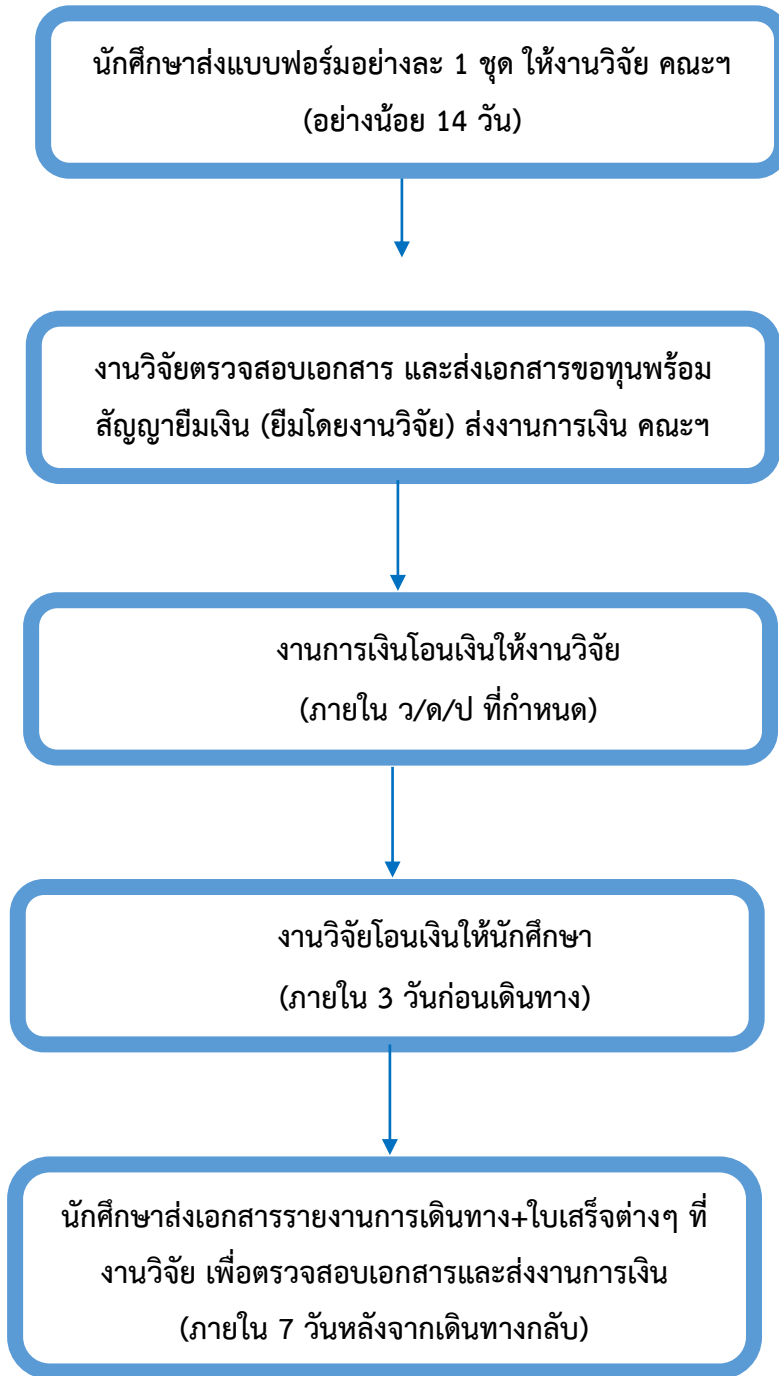 นักศึกษาส่งแบบฟอร์มอย่างละ 1 ชุด ให้งานวิจัย คณะฯ
(อย่างน้อย 14 วัน)
งานวิจัยตรวจสอบเอกสาร และส่งเอกสารขอทุนพร้อม
สัญญายืมเงิน (ยืมโดยงานวิจัย) ส่งงานการเงิน คณะฯ
งานการเงินโอนเงินให้งานวิจัย
(ภายใน ว/ด/ป ที่กำหนด)
งานวิจัยโอนเงินให้นักศึกษา
(ภายใน 3 วันก่อนเดินทาง)
นักศึกษาส่งเอกสารรายงานการเดินทาง+ใบเสร็จต่างๆ ที่
งานวิจัย เพื่อตรวจสอบเอกสารและส่งงานการเงิน
(ภายใน 7 วันหลังจากเดินทางกลับ)